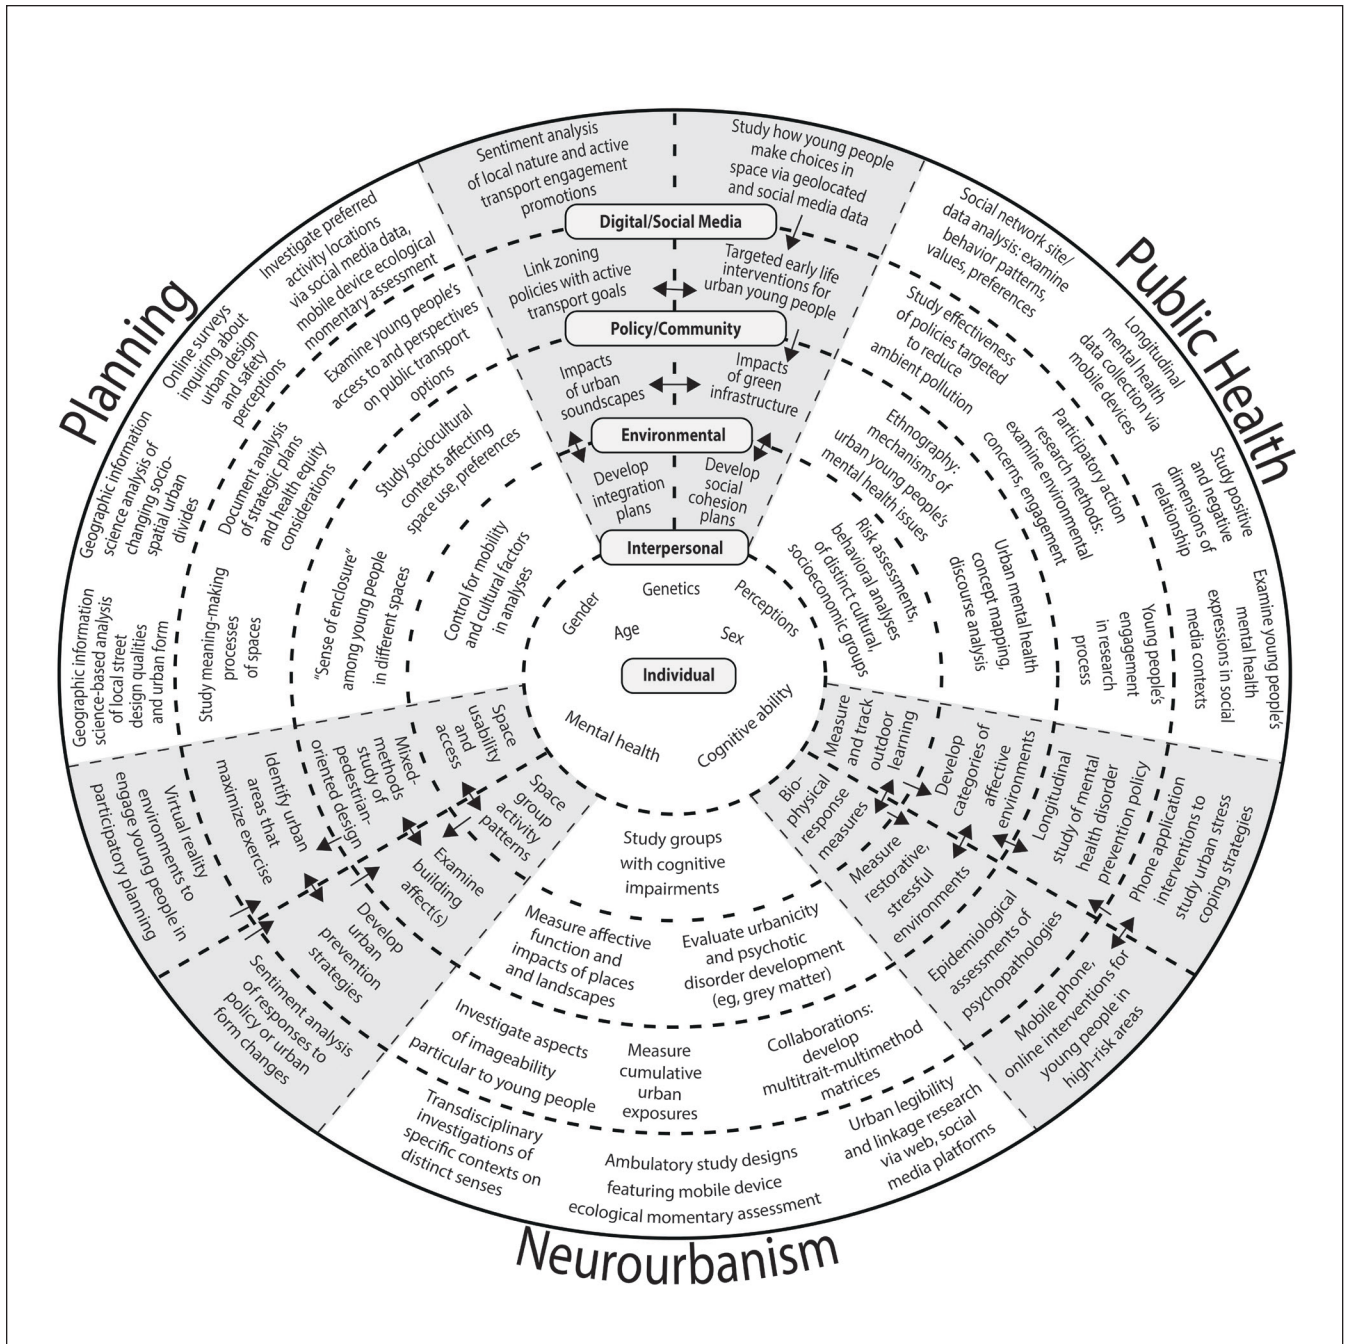 Planning
Public Health
Neurourbanism
Sentiment analysis
of local nature and active
transport engagement
promotions
Study how young people
make choices in
space via geolocated
and social media data
Digital/Social Media
Link zoning
policies with active
transport goals
Targeted early life
interventions for
urban young people
Policy/Community
Impacts
of urban
soundscapes
Impacts
of green
infrastructure
Environmental
Develop
integration
plans
Develop
social
cohesion
plans
Interpersonal
Genetics
Gender
Perceptions
Age
Sex
Individual
Mental health
Cognitive ability
Investigate preferred
activity locations
via social media data,
mobile device ecological
momentary assessment
Online surveys
inquiring about
urban design
and safety
perceptions
Geographic information
science analysis of
changing socio-
spatial urban
divides
Geographic information
science-based analysis
of local street
design qualities
and urban form
Examine young people's
access to and perspectives
on public transport
options
Document analysis
of strategic plans
and health equity
considerations
Study meaning-making
processes
of spaces
Study sociocultural
contexts affecting
space use, preferences
"Sense of enclosure"
among young people
in different spaces
Control for mobility
and cultural factors
in analyses
Social network site/
data analysis: examine
behavior patterns,
values, preferences
Longitudinal
mental health
data collection via
mobile devices
Study positive
and negative
dimensions of
relationship
Examine young people's
mental health
expressions in social
media contexts
Study effectiveness
of policies targeted
to reduce
ambient pollution
Participatory action
research methods:
examine environmental
concerns, engagement
Young people's
engagement
in research
process
Ethnography:
mechanisms of
urban young people's
mental health issues
Urban mental health
concept mapping,
discourse analysis
Risk assessments,
behavioral analyses
of distinct cultural,
socioeconomic groups
Space
usability
and
access
Space
group
activity
patterns
Mixed-
methods
study of
pedestrian-
oriented design
Examine
building
affect(s)
Identify urban
areas that
maximize exercise
Develop
urban
prevention
strategies
Virtual reality
environments to
engage young people in
participatory planning
Sentiment analysis
of responses to
policy or urban
form changes
Measure
and track
outdoor
learning
Bio-
physical
response
measures
Develop
categories of
affective
environments
Measure
restorative,
stressful
environments
Longitudinal
study of mental
health disorder
prevention policy
Epidemiological
assessments of
psychopathologies
Phone application
interventions to
study urban stress
coping strategies
Mobile phone,
online interventions for
young people in
high-risk areas
Study groups
with cognitive
impairments
Measure affective
function and
impacts of places
and landscapes
Evaluate urbanicity
and psychotic
disorder development
(eg, grey matter)
Investigate aspects
of imageability
particular to young people
Measure
cumulative
urban
exposures
Collaborations:
develop
multitrait-multimethod
matrices
Transdisciplinary
investigations of
specific contexts on
distinct senses
Ambulatory study designs
featuring mobile device
ecological momentary assessment
Urban legibility
and linkage research
via web, social
media platforms